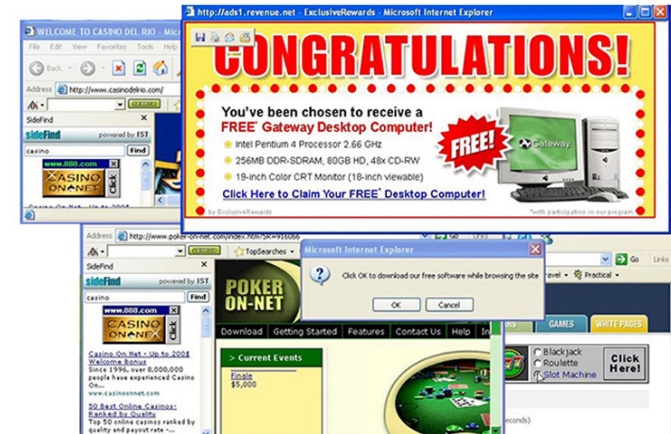 WELCOME TO CASINO DEL RIO - Mic
File Edit View Favorites Tools Help
Back
Address http://www.casinodelrio.com/
SideFind
sideFind powered by IST
casino Find
www.888.com
CASINO
ON NET
Click
http://ads1.revenue.net - ExclusiveRewards - Microsoft Internet Explorer
CONGRATULATIONS!
You've been chosen to receive a
FREE* Gateway Desktop Computer!
Intel Pentium 4 Processor 2.66 GHz
256MB DDR-SDRAM, 80GB HD, 48x CD-RW
19-inch Color CRT Monitor (18-inch viewable)
Click Here to Claim Your FREE* Desktop Computer!
FREE!
Gateway
by ExclusiveRewards
*with participation in our program
Address http://www.poker-on-net.com/index.htm?SR=916066
Go Links
TopSearches
Travel Practical
SideFind
sideFind powered by IST
casino Find
www.888.com
CASINO
ON NET
Click
Casino On Net - Up to 200$
Welcome Bonus
Since 1996, over 8,000,000
people have experienced Casino
On...
www.casinoonnet.com
50 Best Online Casinos-
Ranked by Quality
Top 50 online casinos ranked by
quality and payout rate -...
POKER
ON-NET
Download Getting Started Features Contact Us Help In
> Current Events
Finale
$5,000
Microsoft Internet Explorer
Click OK to download our free software while browsing the site
OK Cancel
GAMES WHITE PAGES
Black Jack
Roulette
Slot Machine
Click
Here!
seconds)